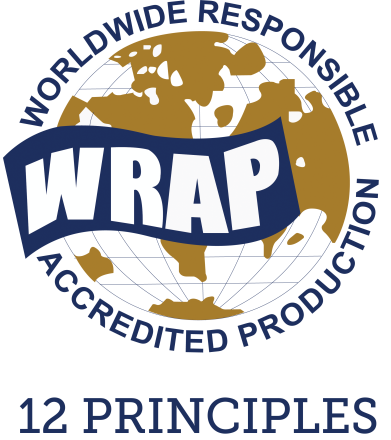 WORLDWIDE RESPONSIBLE
WRAP
ACCREDITED PRODUCTION
12 PRINCIPLES